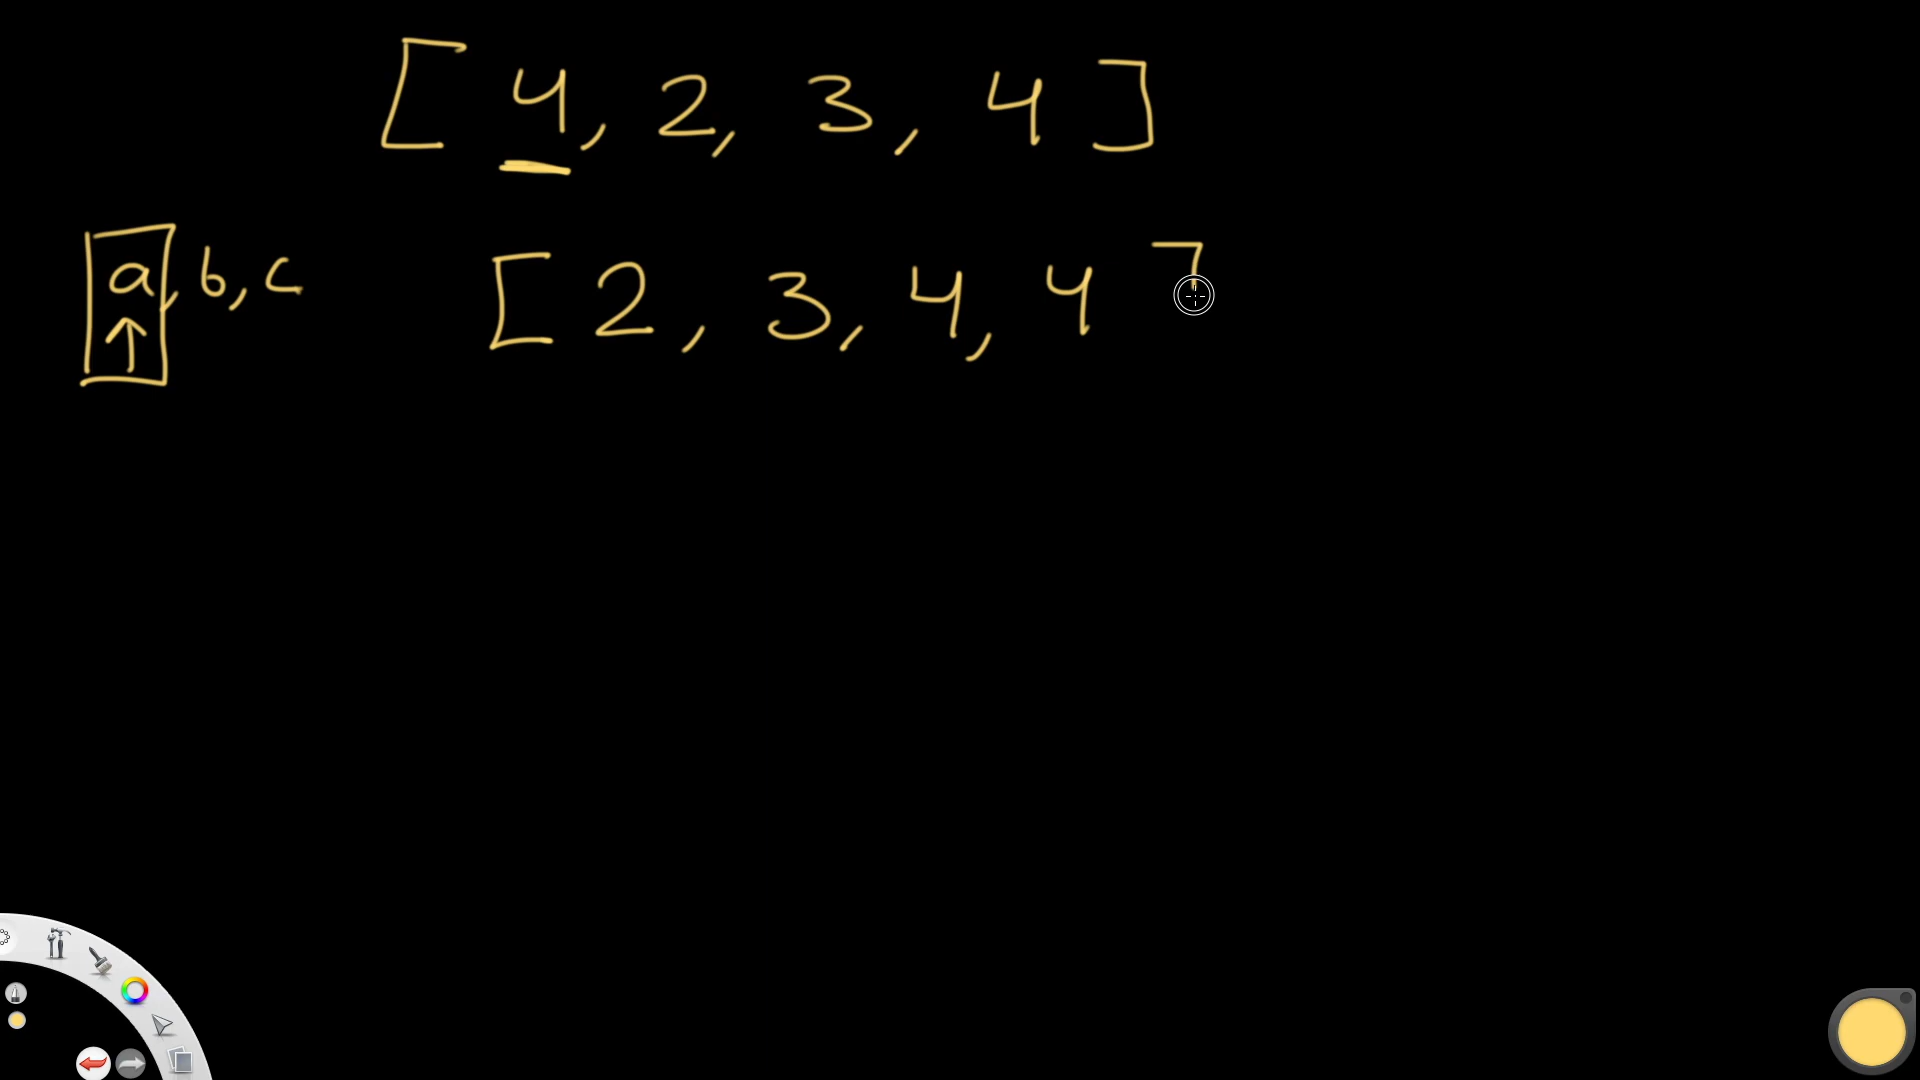 [ 4, 2, 3, 4 ]
a, b, c
[ 2, 3, 4, 4 ]